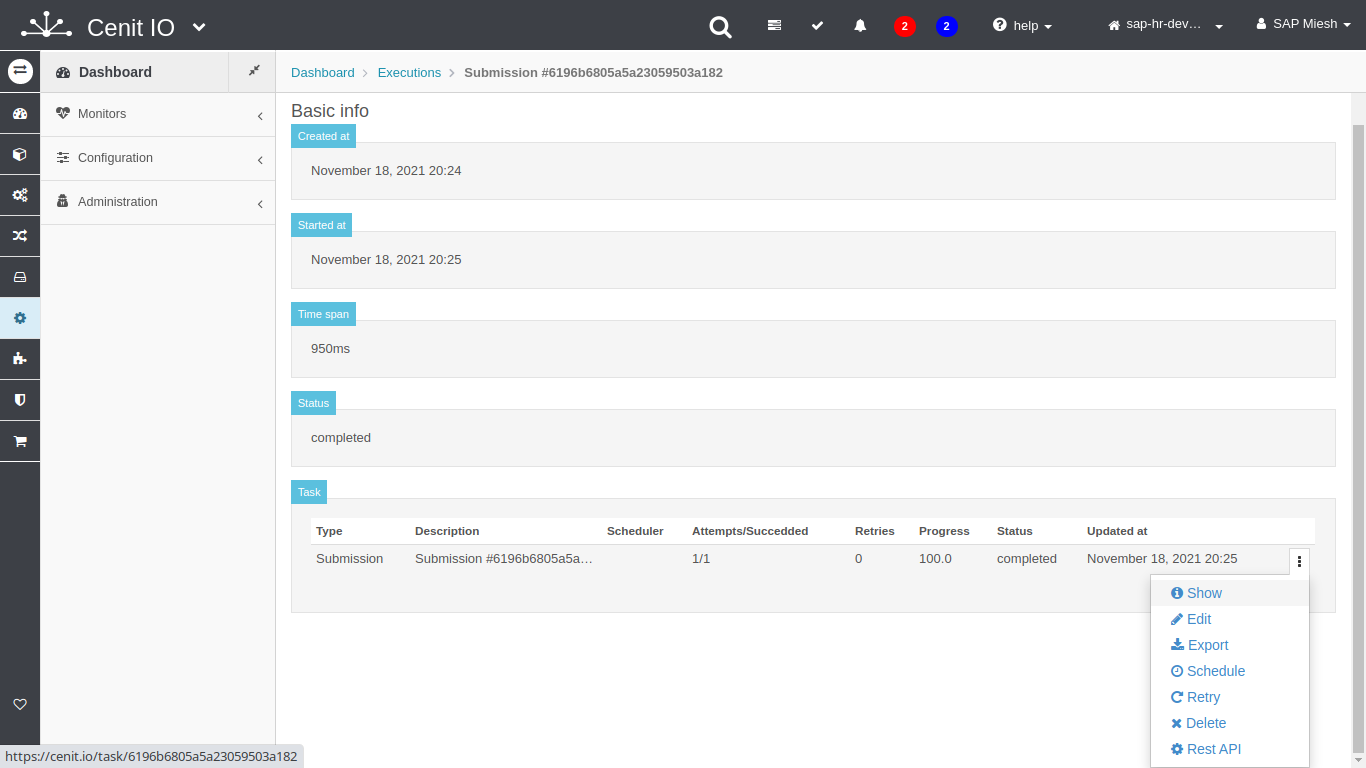 Cenit IO
2
2
help
sap-hr-dev…
SAP Miesh
Dashboard
Monitors
Configuration
Administration
Dashboard
Executions
Submission #6196b6805a5a23059503a182
Basic info
Created at
November 18, 2021 20:24
Started at
November 18, 2021 20:25
Time span
950ms
Status
completed
Task
Type Description Scheduler Attempts/Succedded Retries Progress Status Updated at
Submission Submission #6196b6805a5a… 1/1 0 100.0 completed November 18, 2021 20:25
Show
Edit
Export
Schedule
Retry
Delete
Rest API
https://cenit.io/task/6196b6805a5a23059503a182